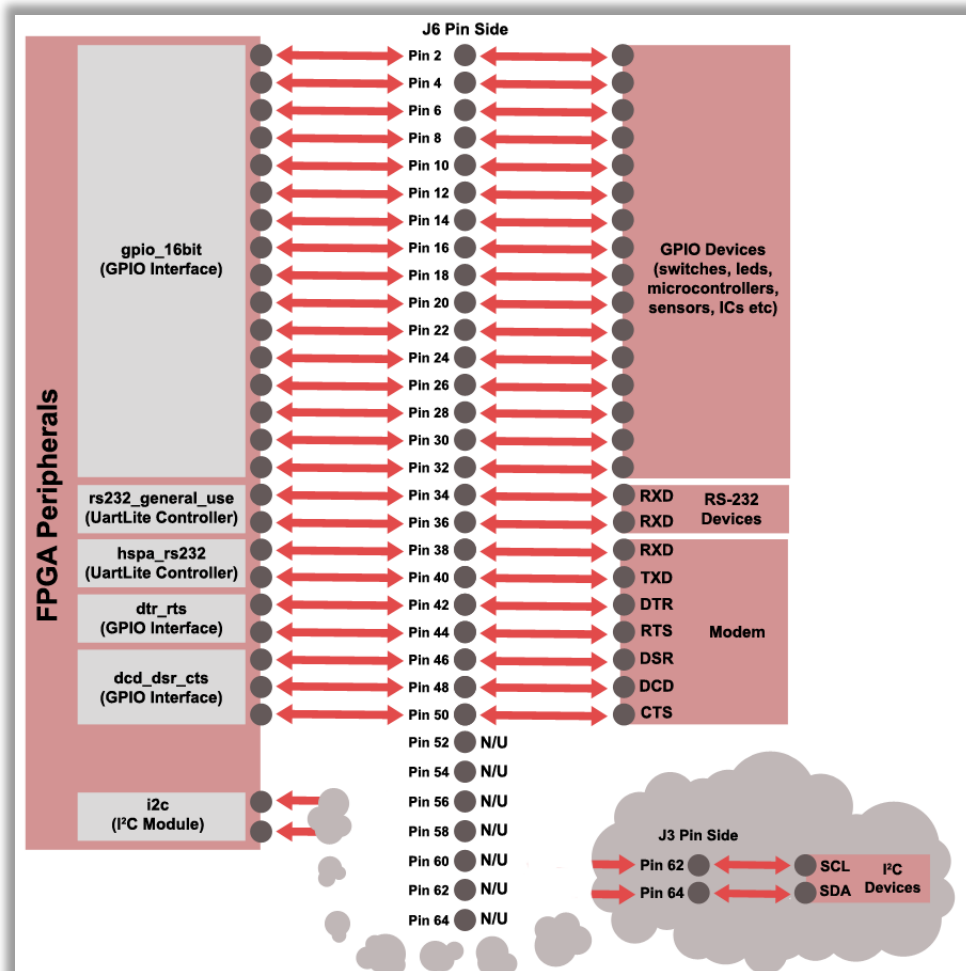 J6 Pin Side
Pin 2
Pin 4
Pin 6
Pin 8
Pin 10
Pin 12
Pin 14
Pin 16
Pin 18
Pin 20
Pin 22
Pin 24
Pin 26
Pin 28
Pin 30
Pin 32
Pin 34
Pin 36
Pin 38
Pin 40
Pin 42
Pin 44
Pin 46
Pin 48
Pin 50
Pin 52 N/U
Pin 54 N/U
Pin 56 N/U
Pin 58 N/U
Pin 60 N/U
Pin 62 N/U
Pin 64 N/U
FPGA Peripherals
gpio_16bit
(GPIO Interface)
rs232_general_use
(UartLite Controller)
hspa_rs232
(UartLite Controller)
dtr_rts
(GPIO Interface)
dcd_dsr_cts
(GPIO Interface)
i2c
(I²C Module)
GPIO Devices
(switches, leds,
microcontrollers,
sensors, ICs etc)
RXD
RXD
RS-232
Devices
RXD
TXD
DTR
RTS
DSR
DCD
CTS
Modem
J3 Pin Side
Pin 62
Pin 64
SCL
SDA
I²C
Devices